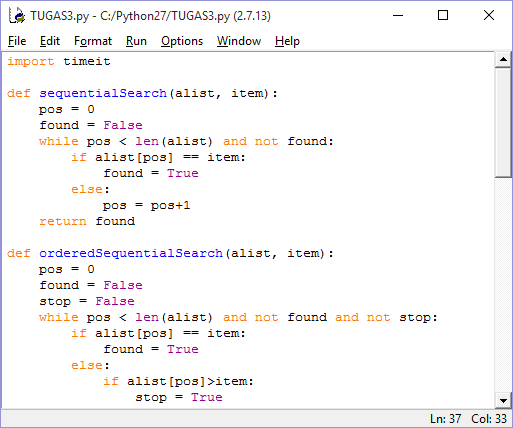 TUGAS3.py - C:/Python27/TUGAS3.py (2.7.13)
File Edit Format Run Options Window Help
import timeit

def sequentialSearch(alist, item):
    pos = 0
    found = False
    while pos < len(alist) and not found:
        if alist[pos] == item:
            found = True
        else:
            pos = pos+1
    return found

def orderedSequentialSearch(alist, item):
    pos = 0
    found = False
    stop = False
    while pos < len(alist) and not found and not stop:
        if alist[pos] == item:
            found = True
        else:
            if alist[pos]>item:
                stop = True
Ln: 37 Col: 33